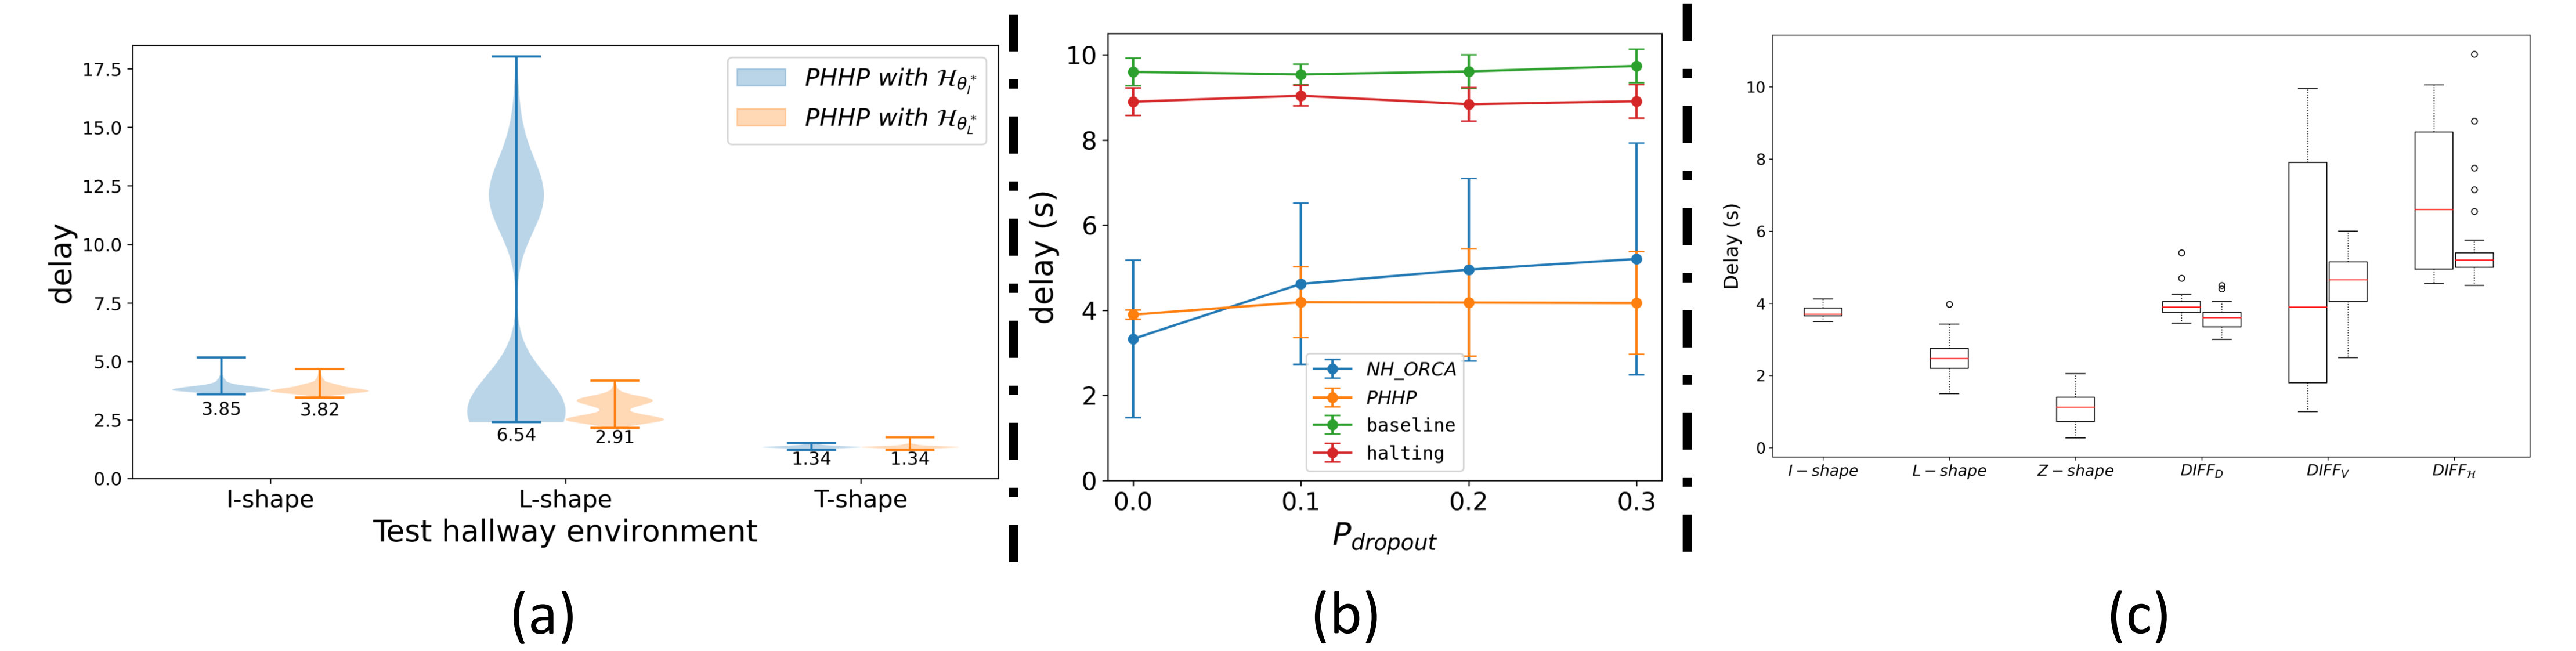 17.5
15.0
12.5
10.0
7.5
5.0
2.5
0.0
delay
PHHP with ℋθI*
PHHP with ℋθL*
3.85
3.82
6.54
2.91
1.34
1.34
I-shape
L-shape
T-shape
Test hallway environment
(a)
10
8
6
4
2
0
delay (s)
NH_ORCA
PHHP
baseline
halting
0.0
0.1
0.2
0.3
Pdropout
(b)
10
8
6
4
2
0
Delay (s)
I − shape
L − shape
Z − shape
DIFFD
DIFFV
DIFFℋ
(c)